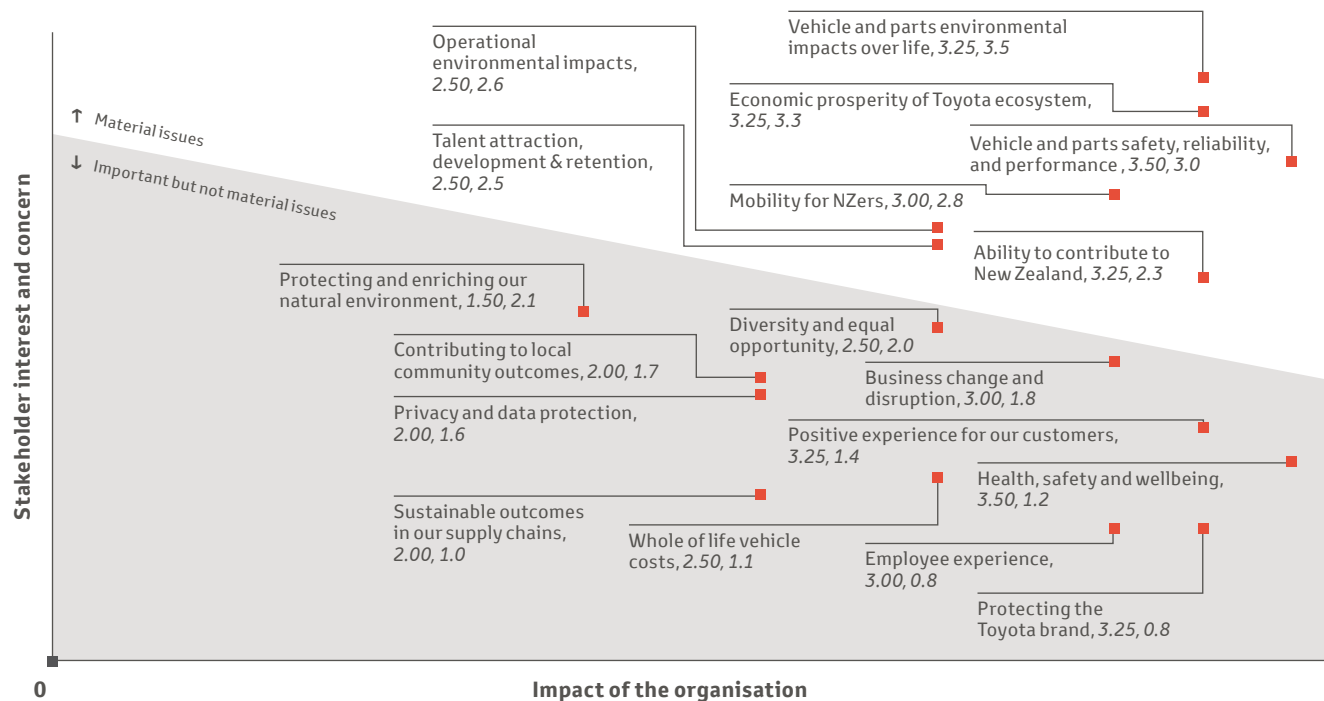 Operational
environmental impacts,
2.50, 2.6
Vehicle and parts environmental
impacts over life, 3.25, 3.5
Economic prosperity of Toyota ecosystem,
3.25, 3.3
↑ Material issues
↓ Important but not material issues
Talent attraction,
development & retention,
2.50, 2.5
Vehicle and parts safety, reliability,
and performance , 3.50, 3.0
Mobility for NZers, 3.00, 2.8
Ability to contribute to
New Zealand, 3.25, 2.3
Protecting and enriching our
natural environment, 1.50, 2.1
Diversity and equal
opportunity, 2.50, 2.0
Contributing to local
community outcomes, 2.00, 1.7
Business change and
disruption, 3.00, 1.8
Privacy and data protection,
2.00, 1.6
Positive experience for our customers,
3.25, 1.4
Health, safety and wellbeing,
3.50, 1.2
Sustainable outcomes
in our supply chains,
2.00, 1.0
Whole of life vehicle
costs, 2.50, 1.1
Employee experience,
3.00, 0.8
Protecting the
Toyota brand, 3.25, 0.8
Stakeholder interest and concern
0
Impact of the organisation